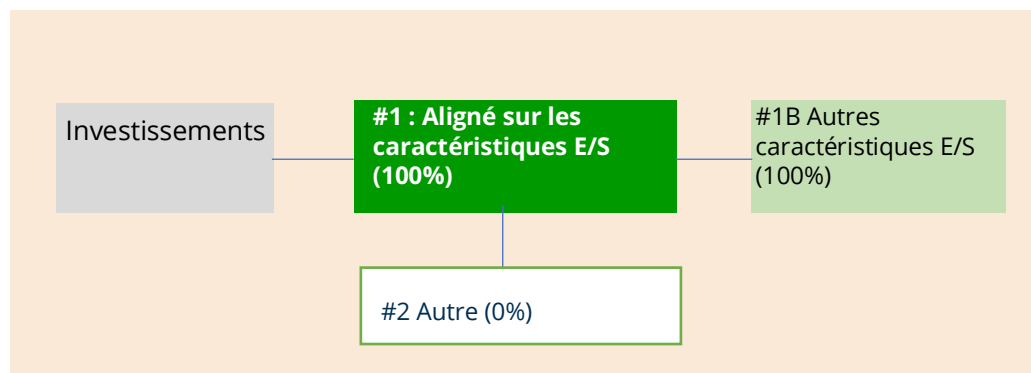 Investissements
#1 : Aligné sur les
caractéristiques E/S
(100%)
#1B Autres
caractéristiques E/S
(100%)
#2 Autre (0%)